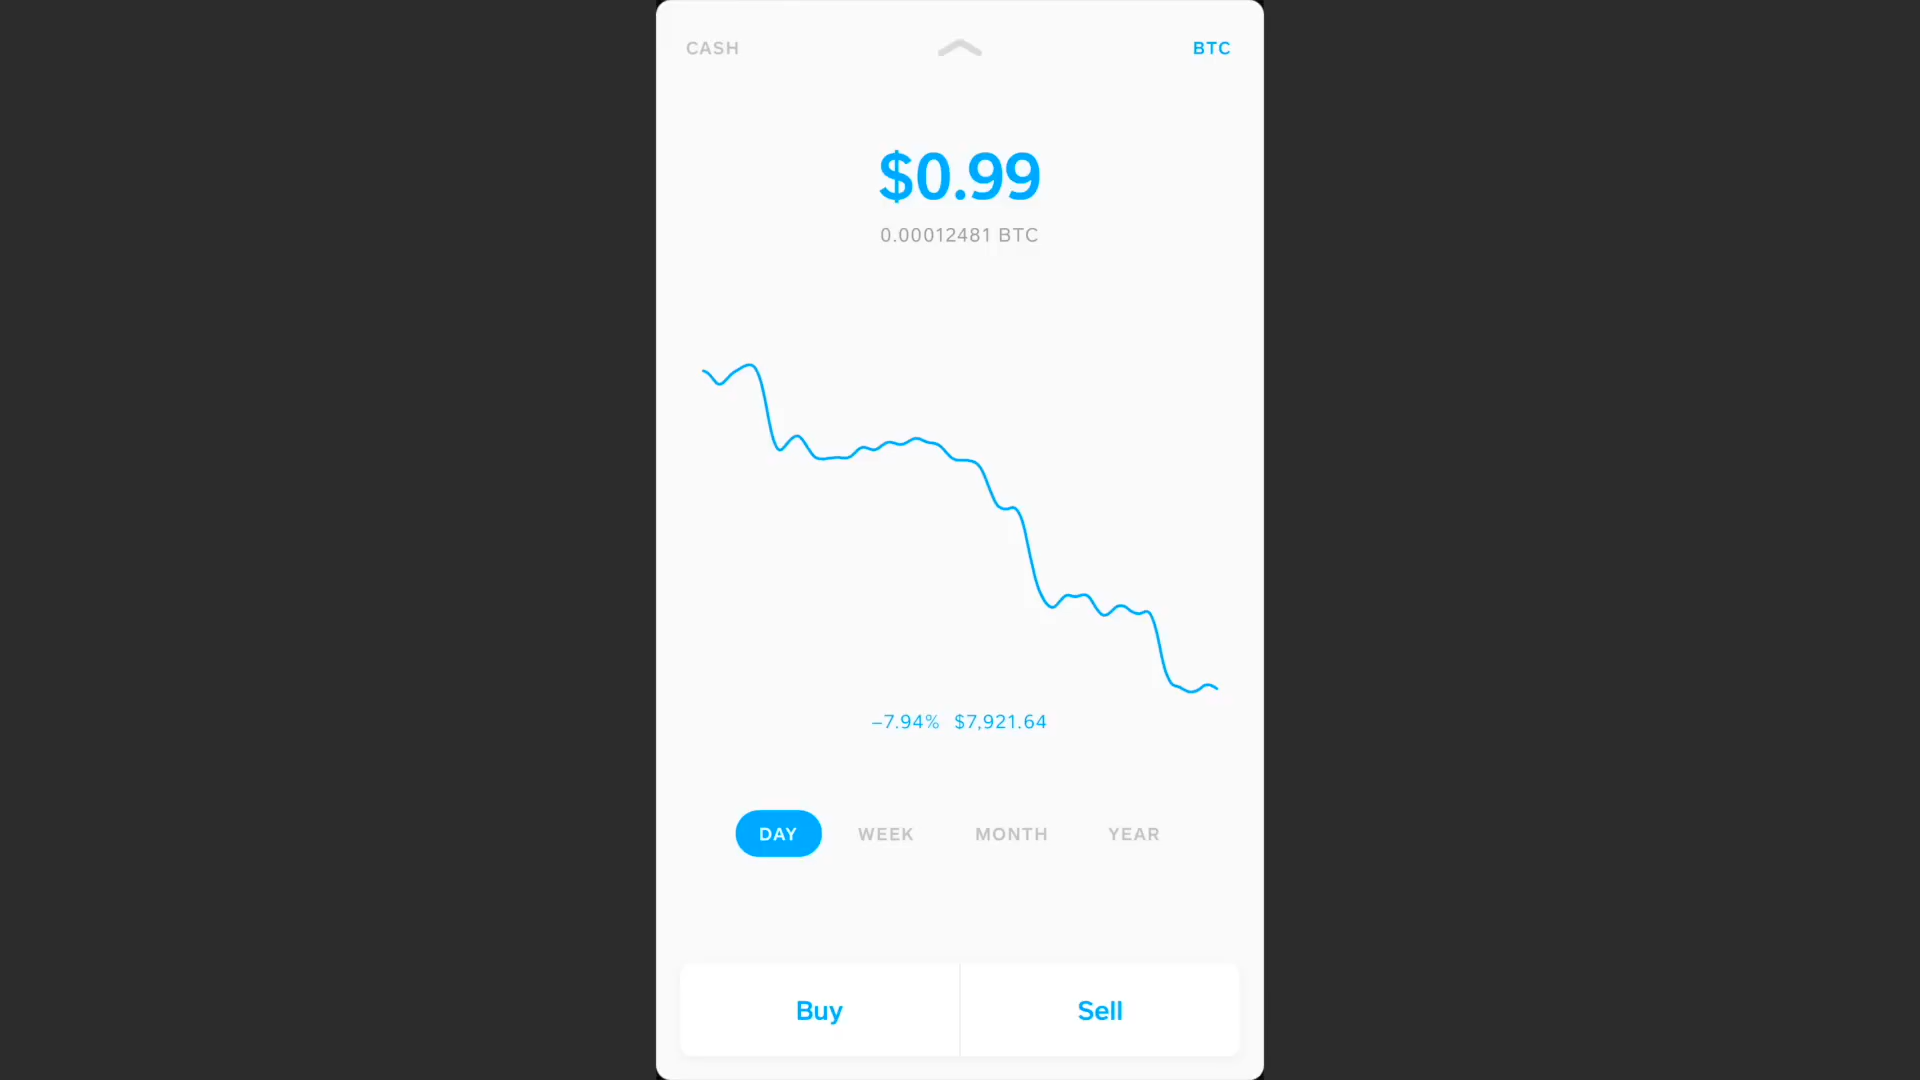 CASH BTC
$0.99
0.00012481 BTC
–7.94% $7,921.64
DAY WEEK MONTH YEAR
Buy Sell